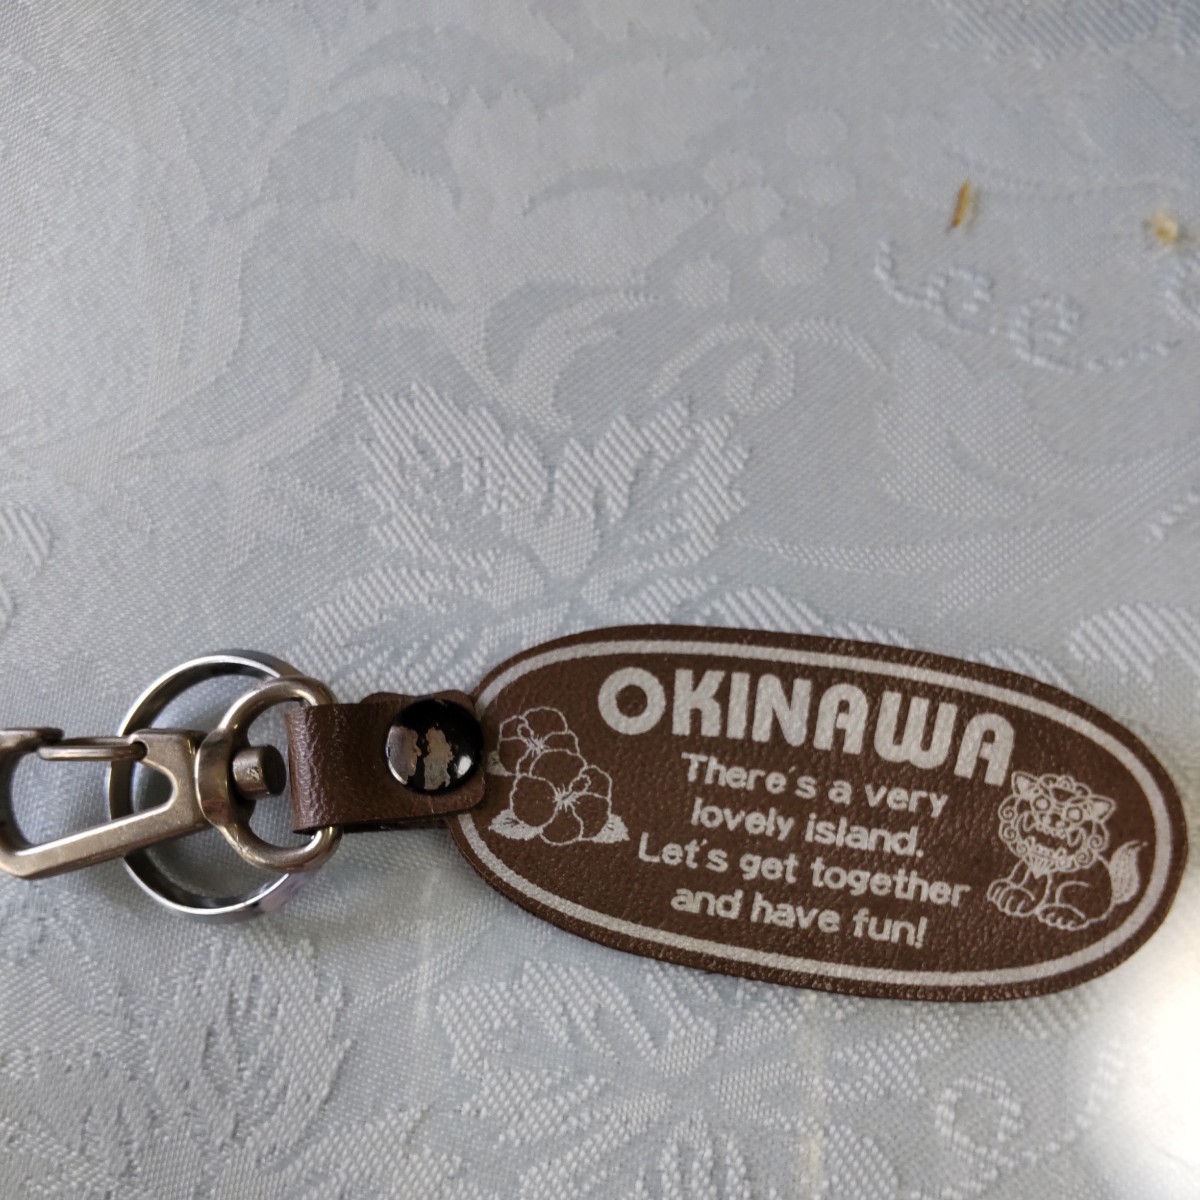 OKINAWA
There's a very
lovely island.
Let's get together
and have fun!